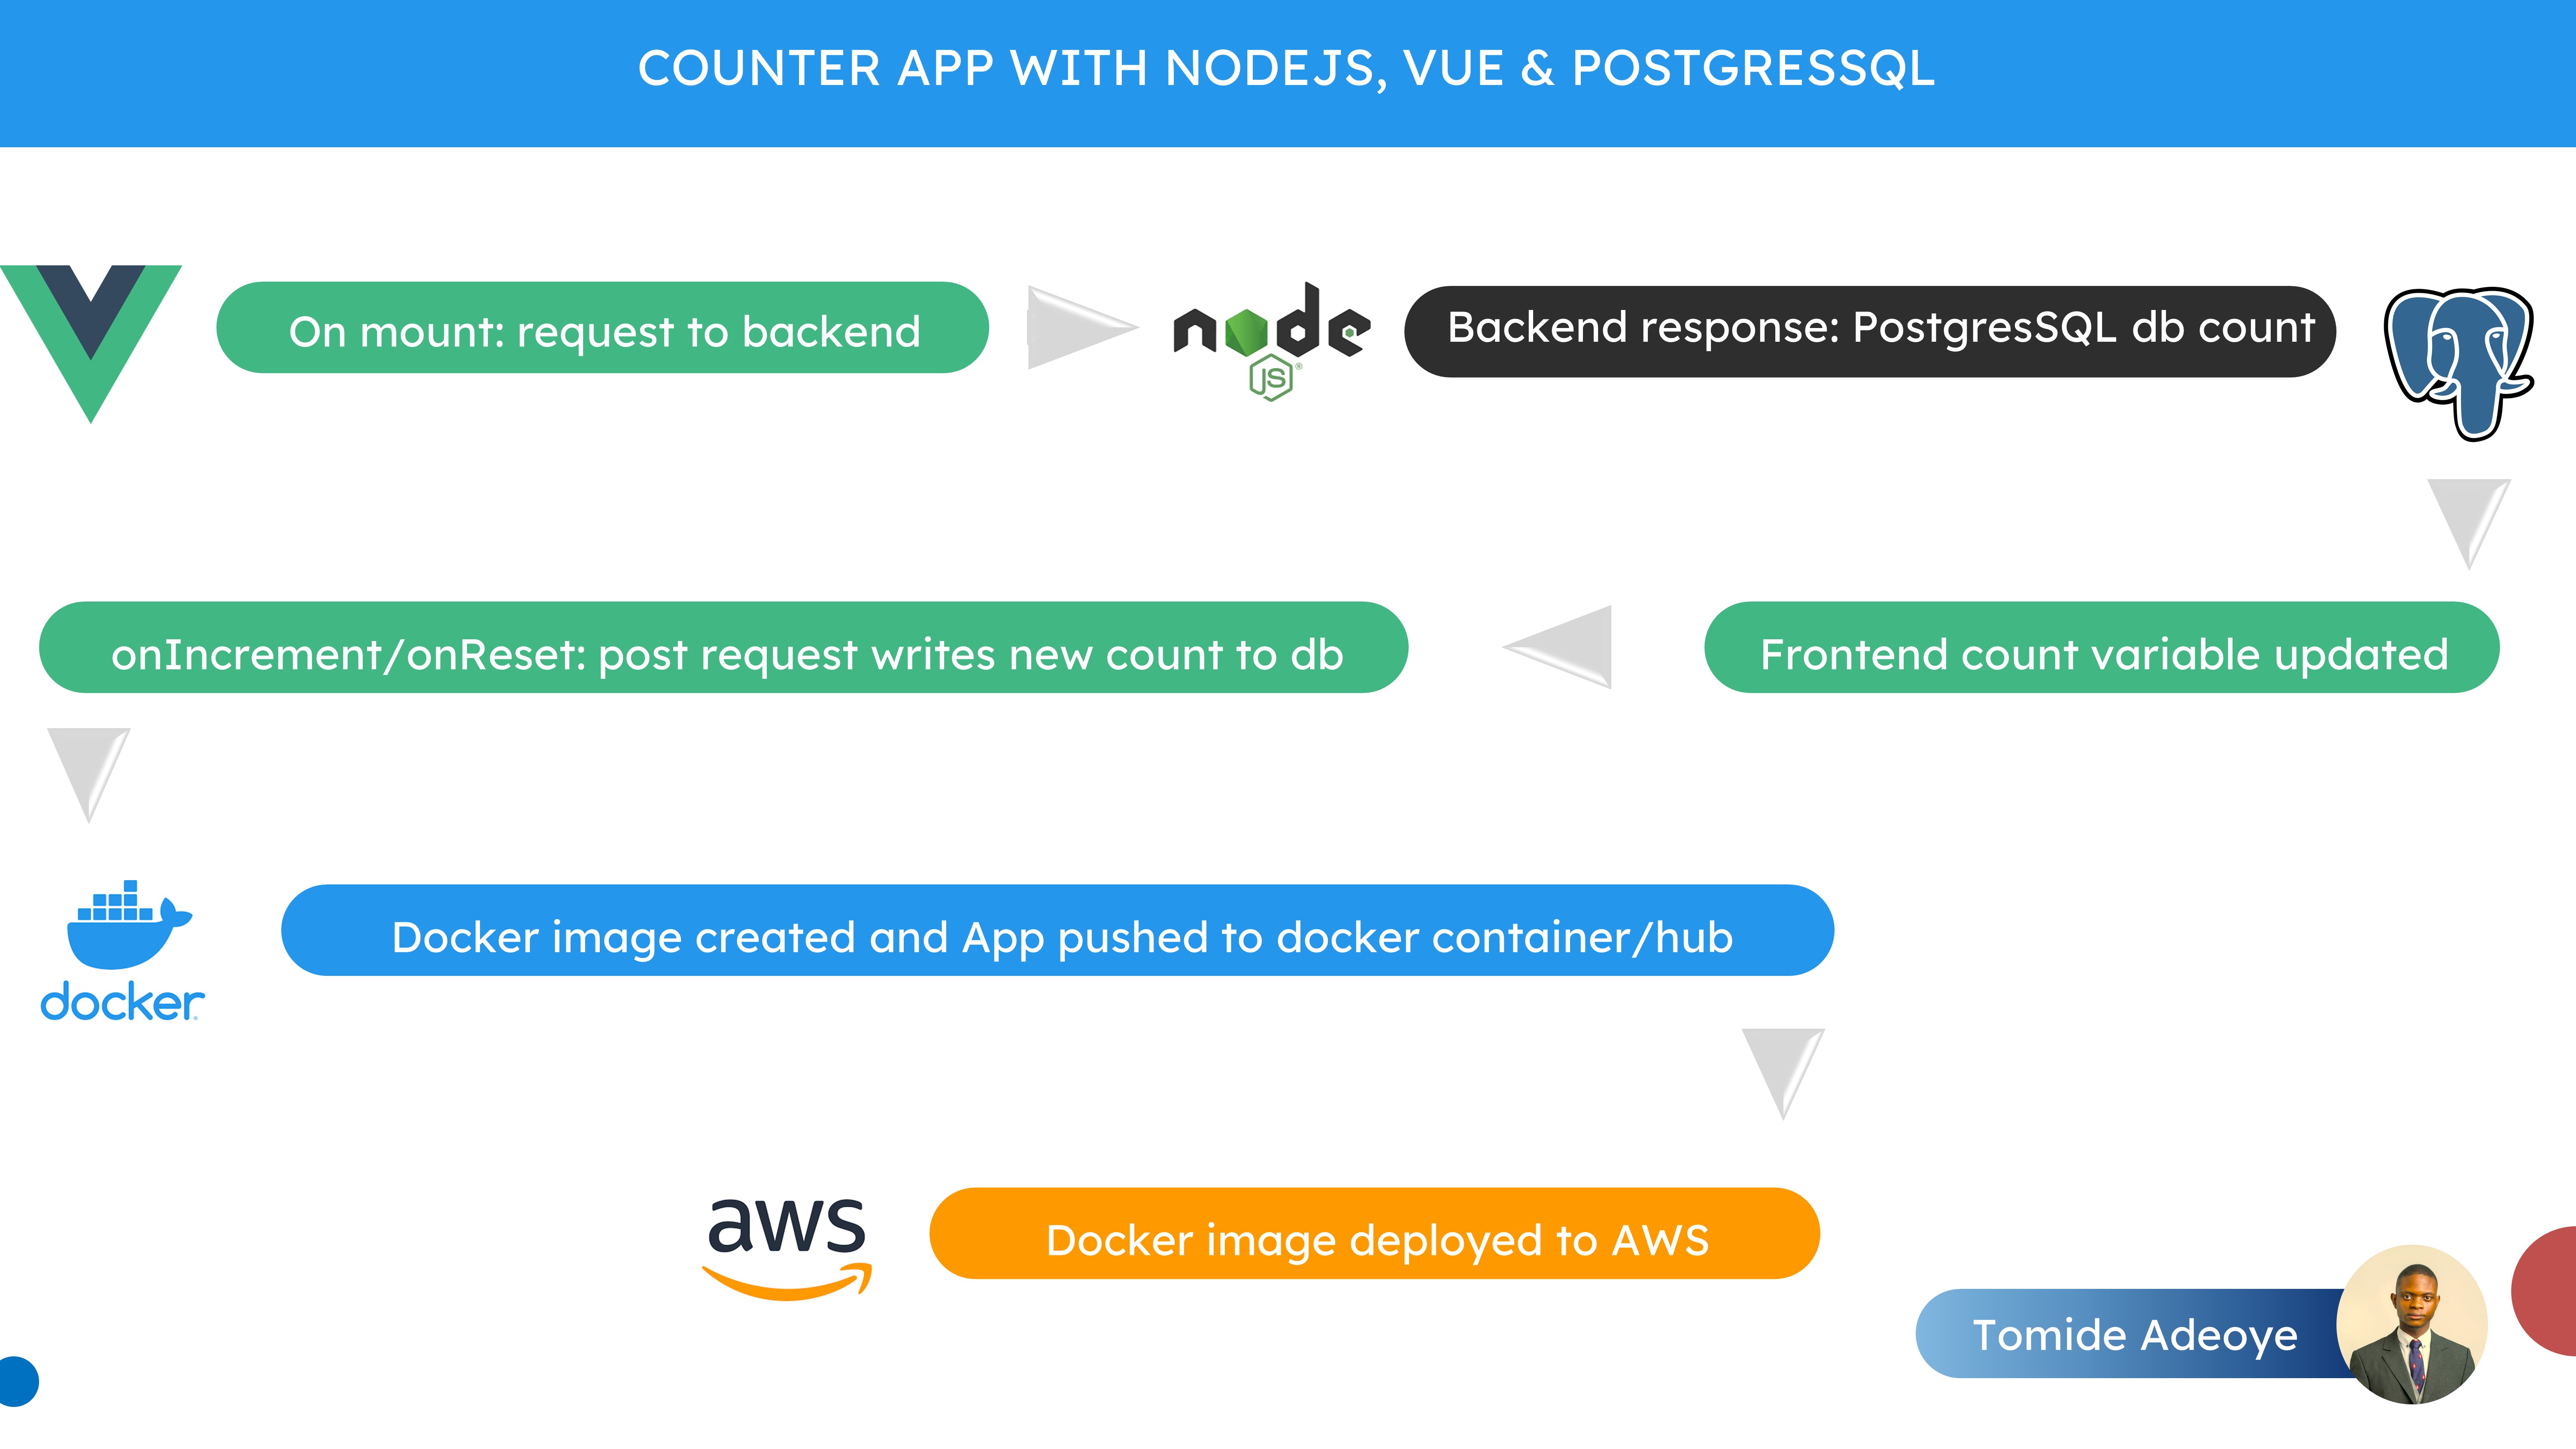 COUNTER APP WITH NODEJS, VUE & POSTGRESSQL
On mount: request to backend
node
JS®
Backend response: PostgresSQL db count
Frontend count variable updated
onIncrement/onReset: post request writes new count to db
docker
Docker image created and App pushed to docker container/hub
aws
Docker image deployed to AWS
Tomide Adeoye